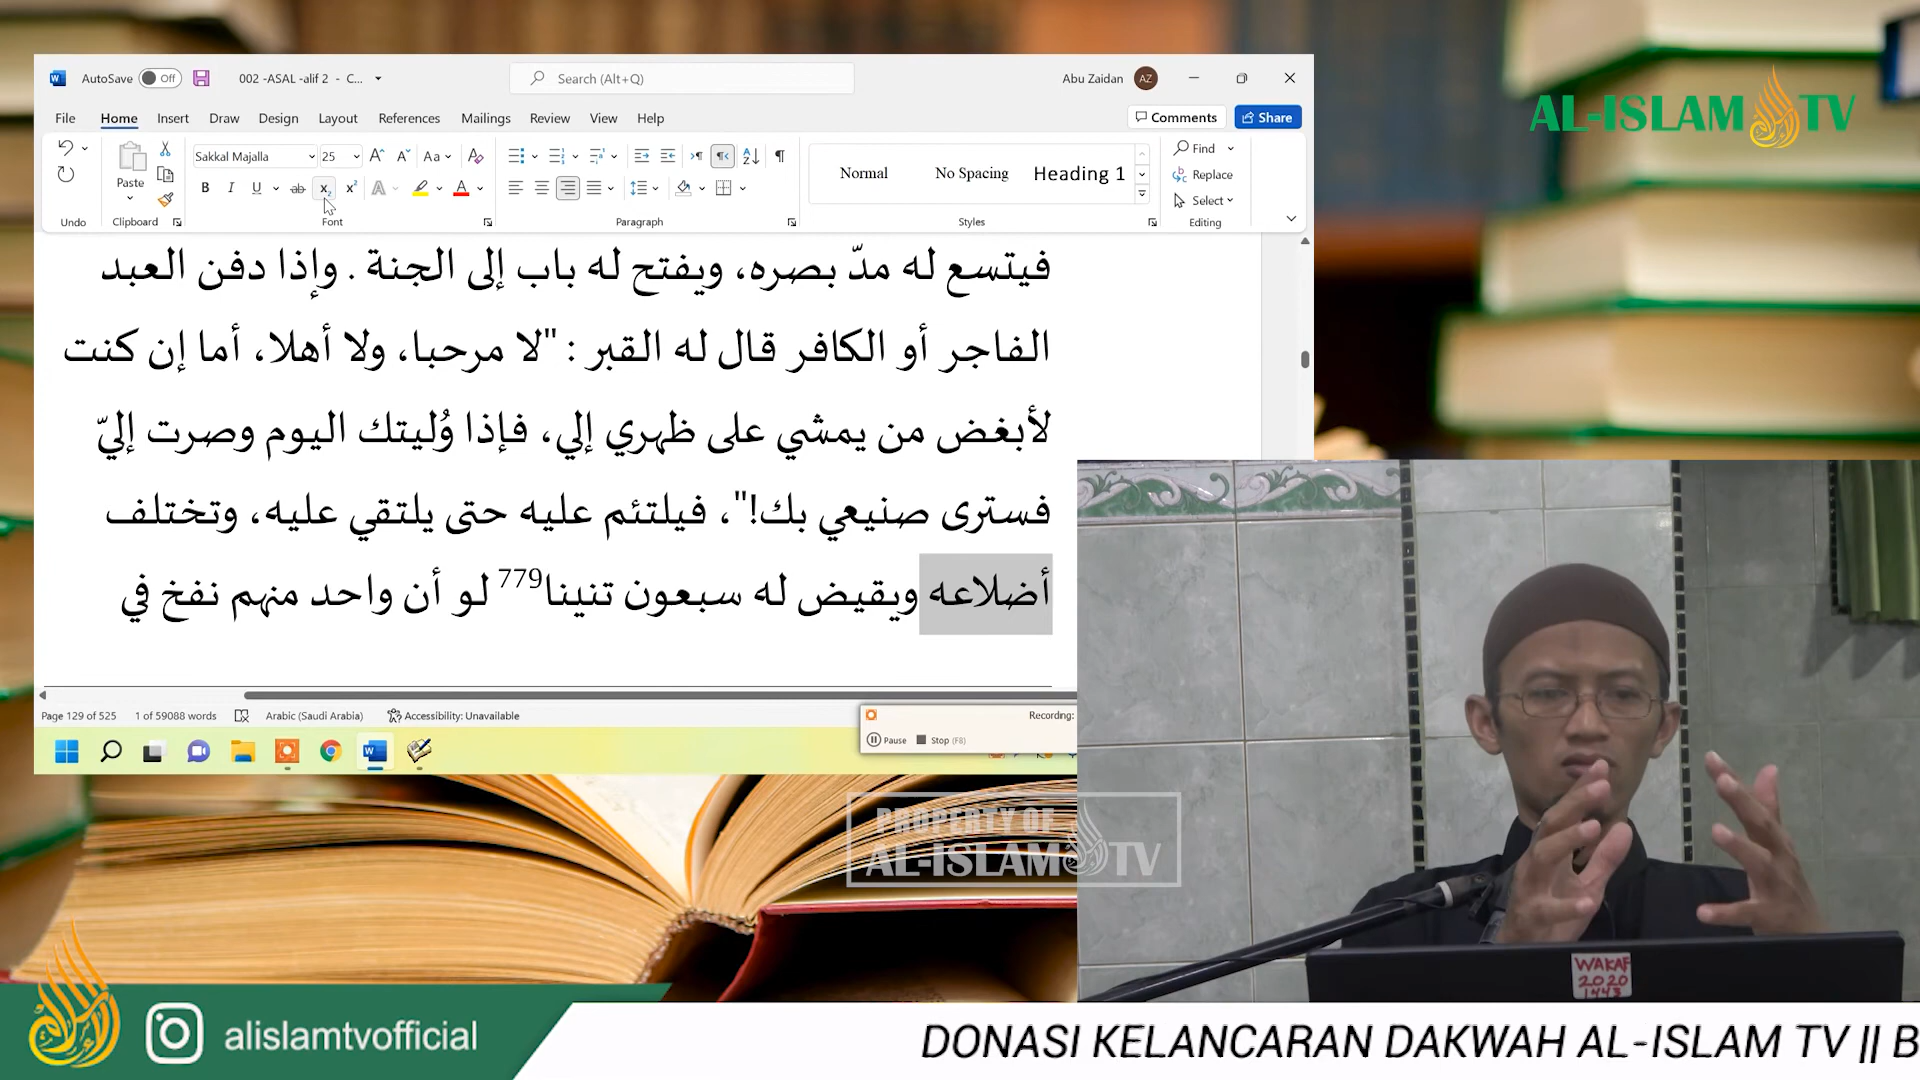 AutoSave Off 002 -ASAL -alif 2 - C... Search (Alt+Q) Abu Zaidan AZ
File Home Insert Draw Design Layout References Mailings Review View Help Comments Share
Sakkal Majalla 25 Aa
Paste
Normal No Spacing Heading 1
Find
Replace
Select
Undo Clipboard Font Paragraph Styles Editing
فيتسع له مدّ بصره، ويفتح له باب إلى الجنة . وإذا دفن العبد
الفاجر أو الكافر قال له القبر : "لا مرحبا، ولا أهلا، أما إن كنت
لأبغض من يمشي على ظهري إلي، فإذا وُليتك اليوم وصرت إليّ
فسترى صنيعي بك!"، فيلتئم عليه حتى يلتقي عليه، وتختلف
أضلاعه ويقيض له سبعون تنينا779 لو أن واحد منهم نفخ في
Page 129 of 525 1 of 59088 words Arabic (Saudi Arabia) Accessibility: Unavailable
Recording:
Pause Stop (F8)
AL-ISLAM TV
PROPERTY OF
AL-ISLAM TV
WAKAF
2020
1443
alislamtvofficial
DONASI KELANCARAN DAKWAH AL-ISLAM TV || B